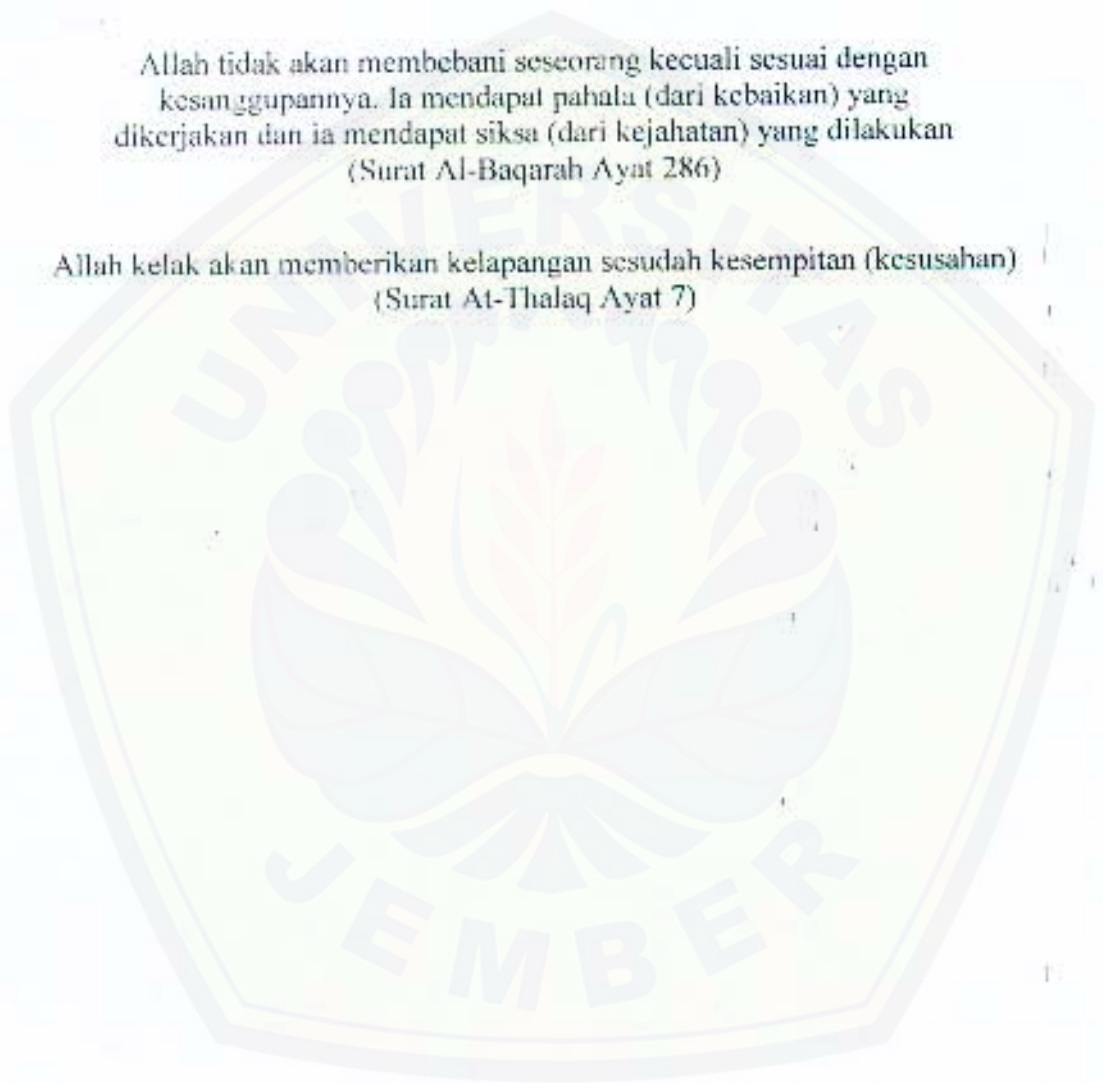 Allah tidak akan membebani seseorang kecuali sesuai dengan
kesanggupannya. Ia mendapat pahala (dari kebaikan) yang
dikerjakan dan ia mendapat siksa (dari kejahatan) yang dilakukan
(Surat Al-Baqarah Ayat 286)
Allah kelak akan memberikan kelapangan sesudah kesempitan (kesusahan)
(Surat At-Thalaq Ayat 7)
UNIVERSITAS
JEMBER